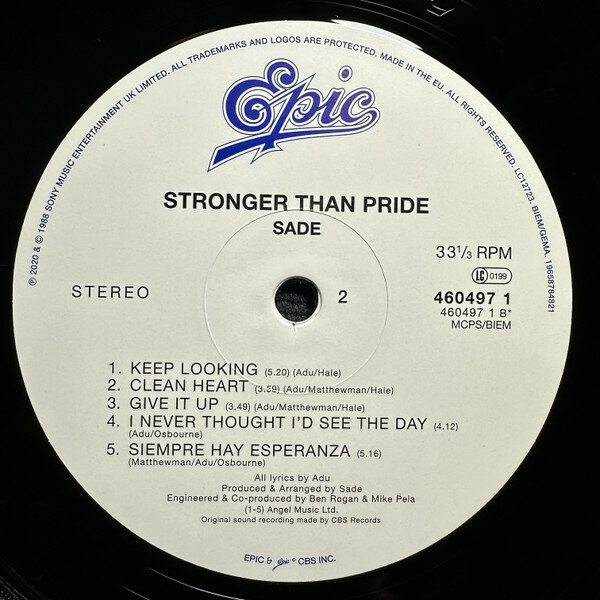 ℗ 2020 & © 1988 SONY MUSIC ENTERTAINMENT UK LIMITED. ALL TRADEMARKS AND LOGOS ARE PROTECTED. MADE IN THE EU. ALL RIGHTS RESERVED. LC12723. BIEM/GEMA. 19658784821
Epic
STRONGER THAN PRIDE
SADE
33 1/3 RPM
LC 0199
STEREO
2
460497 1
460497 1 B*
MCPS/BIEM
1. KEEP LOOKING (5.20) (Adu/Hale)
2. CLEAN HEART (3.59) (Adu/Matthewman/Hale)
3. GIVE IT UP (3.49) (Adu/Matthewman/Hale)
4. I NEVER THOUGHT I'D SEE THE DAY (4.12)
(Adu/Osbourne)
5. SIEMPRE HAY ESPERANZA (5.16)
(Matthewman/Adu/Osbourne)
All lyrics by Adu
Produced & Arranged by Sade
Engineered & Co-produced by Ben Rogan & Mike Pela
(1-5) Angel Music Ltd.
Original sound recording made by CBS Records
EPIC & Epic ® CBS INC.